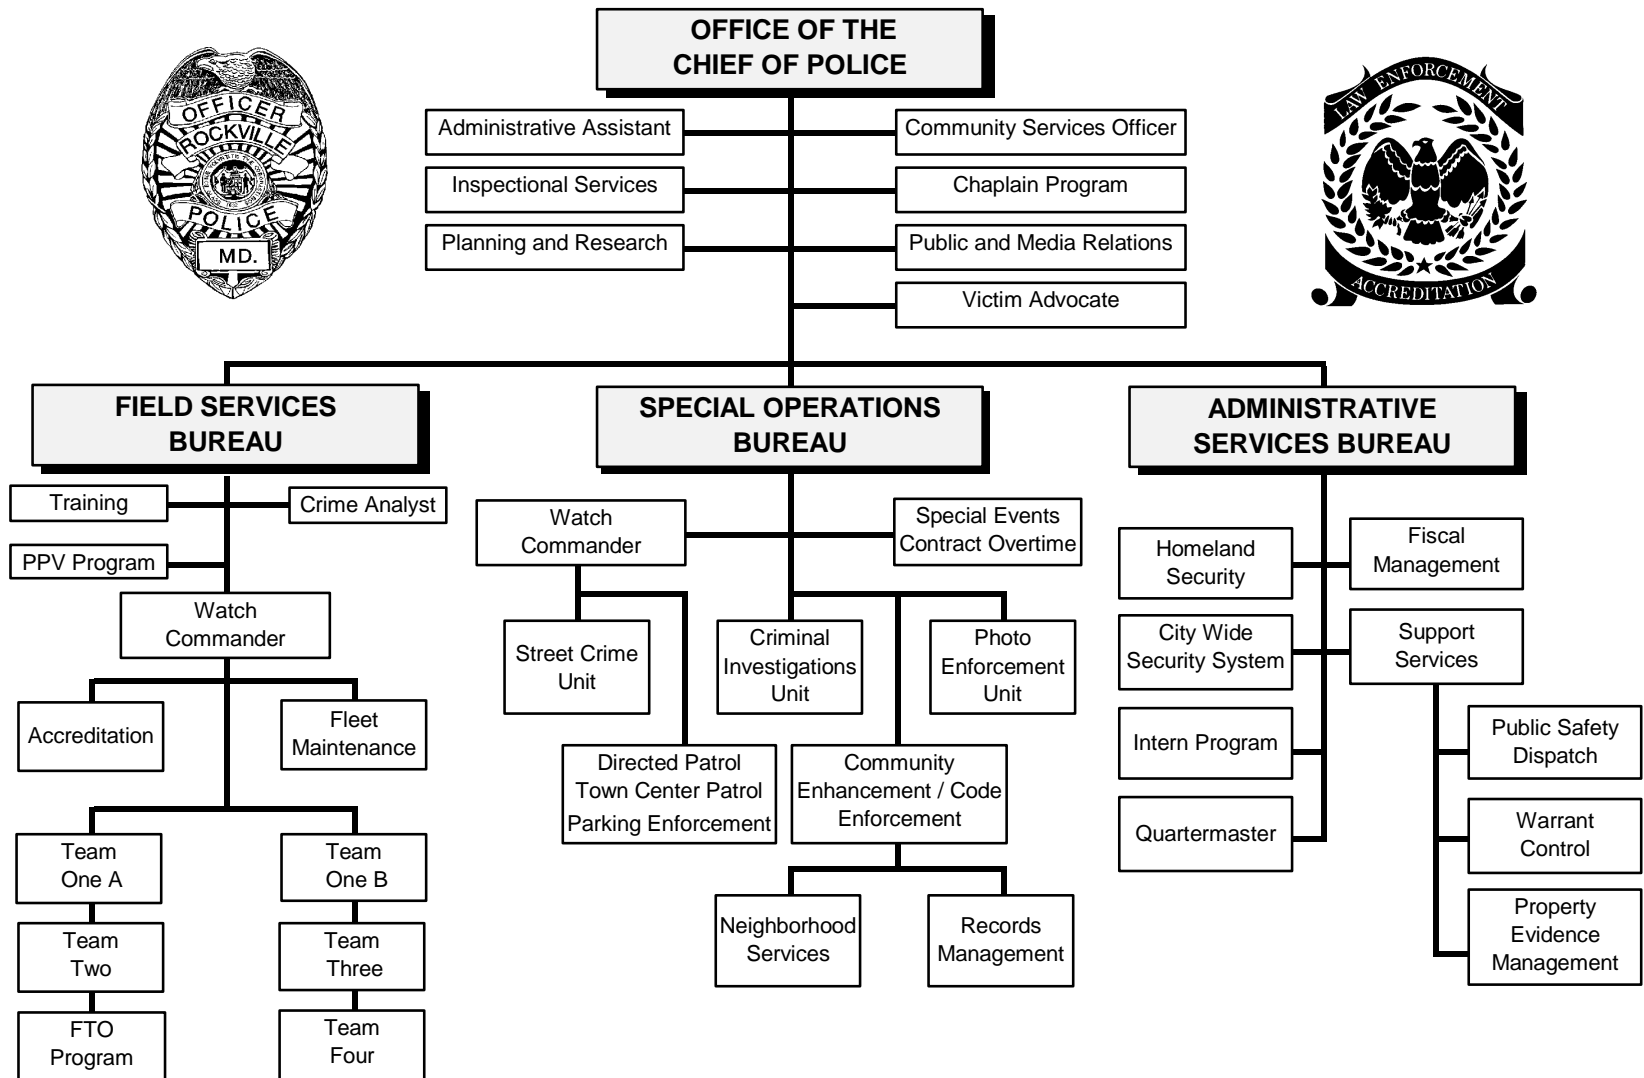 OFFICE OF THE
CHIEF OF POLICE
OFFICER
ROCKVILLE
POLICE
MD.
LAW ENFORCEMENT
ACCREDITATION
Administrative Assistant
Community Services Officer
Inspectional Services
Chaplain Program
Planning and Research
Public and Media Relations
Victim Advocate
FIELD SERVICES
BUREAU
Training
Crime Analyst
PPV Program
Watch
Commander
Accreditation
Fleet
Maintenance
Team
One A
Team
One B
Team
Two
Team
Three
FTO
Program
Team
Four
SPECIAL OPERATIONS
BUREAU
Watch
Commander
Special Events
Contract Overtime
Street Crime
Unit
Criminal
Investigations
Unit
Photo
Enforcement
Unit
Directed Patrol
Town Center Patrol
Parking Enforcement
Community
Enhancement / Code
Enforcement
Neighborhood
Services
Records
Management
ADMINISTRATIVE
SERVICES BUREAU
Homeland
Security
Fiscal
Management
City Wide
Security System
Support
Services
Intern Program
Quartermaster
Public Safety
Dispatch
Warrant
Control
Property
Evidence
Management